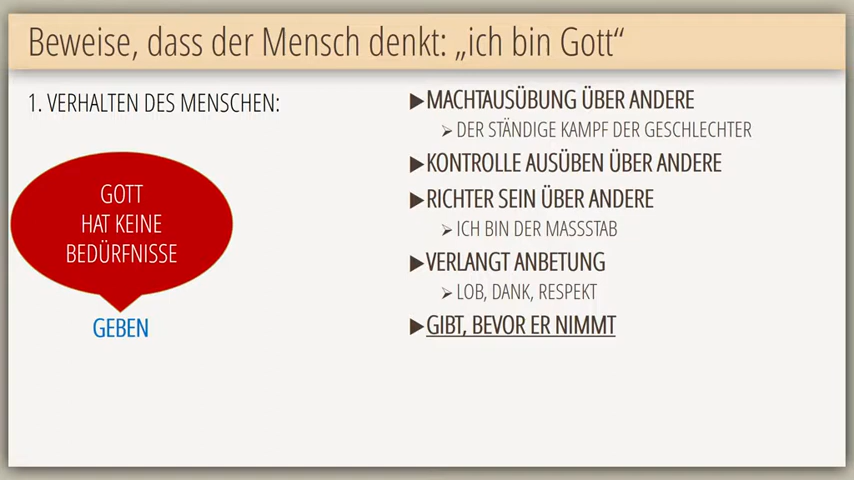 Beweise, dass der Mensch denkt: „ich bin Gott“
1. VERHALTEN DES MENSCHEN:
GOTT
HAT KEINE
BEDÜRFNISSE
GEBEN
▶MACHTAUSÜBUNG ÜBER ANDERE
➢ DER STÄNDIGE KAMPF DER GESCHLECHTER
▶KONTROLLE AUSÜBEN ÜBER ANDERE
▶RICHTER SEIN ÜBER ANDERE
➢ ICH BIN DER MASSSTAB
▶VERLANGT ANBETUNG
➢ LOB, DANK, RESPEKT
▶GIBT, BEVOR ER NIMMT